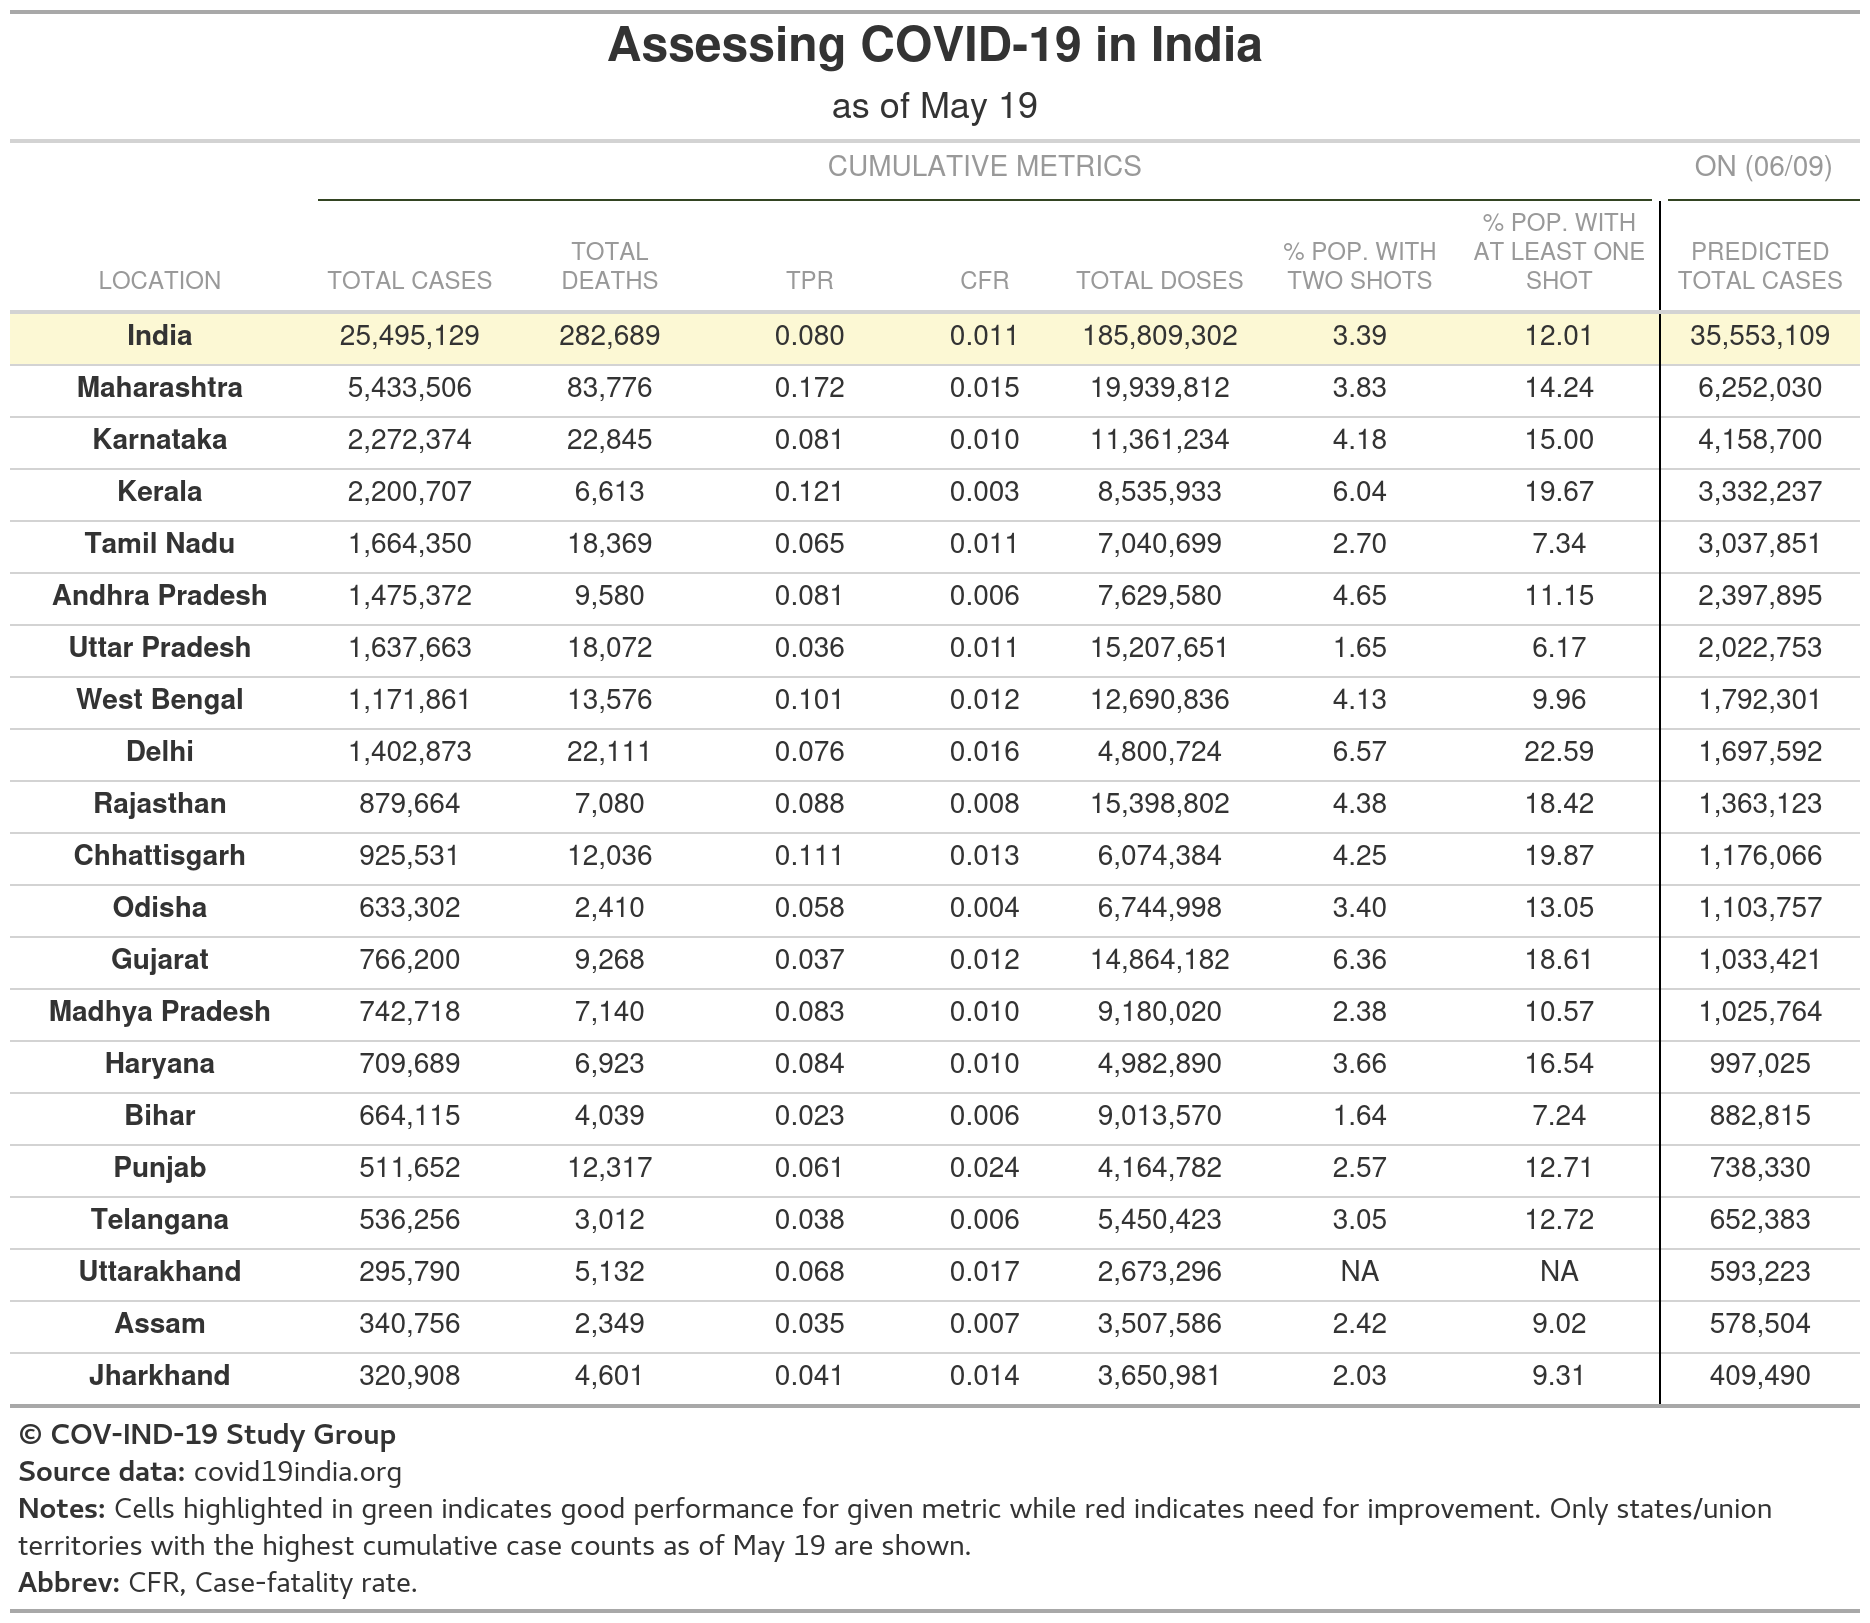 Assessing COVID-19 in India
as of May 19
CUMULATIVE METRICS ON (06/09)
LOCATION TOTAL CASES TOTAL DEATHS TPR CFR TOTAL DOSES % POP. WITH TWO SHOTS % POP. WITH AT LEAST ONE SHOT PREDICTED TOTAL CASES
India 25,495,129 282,689 0.080 0.011 185,809,302 3.39 12.01 35,553,109
Maharashtra 5,433,506 83,776 0.172 0.015 19,939,812 3.83 14.24 6,252,030
Karnataka 2,272,374 22,845 0.081 0.010 11,361,234 4.18 15.00 4,158,700
Kerala 2,200,707 6,613 0.121 0.003 8,535,933 6.04 19.67 3,332,237
Tamil Nadu 1,664,350 18,369 0.065 0.011 7,040,699 2.70 7.34 3,037,851
Andhra Pradesh 1,475,372 9,580 0.081 0.006 7,629,580 4.65 11.15 2,397,895
Uttar Pradesh 1,637,663 18,072 0.036 0.011 15,207,651 1.65 6.17 2,022,753
West Bengal 1,171,861 13,576 0.101 0.012 12,690,836 4.13 9.96 1,792,301
Delhi 1,402,873 22,111 0.076 0.016 4,800,724 6.57 22.59 1,697,592
Rajasthan 879,664 7,080 0.088 0.008 15,398,802 4.38 18.42 1,363,123
Chhattisgarh 925,531 12,036 0.111 0.013 6,074,384 4.25 19.87 1,176,066
Odisha 633,302 2,410 0.058 0.004 6,744,998 3.40 13.05 1,103,757
Gujarat 766,200 9,268 0.037 0.012 14,864,182 6.36 18.61 1,033,421
Madhya Pradesh 742,718 7,140 0.083 0.010 9,180,020 2.38 10.57 1,025,764
Haryana 709,689 6,923 0.084 0.010 4,982,890 3.66 16.54 997,025
Bihar 664,115 4,039 0.023 0.006 9,013,570 1.64 7.24 882,815
Punjab 511,652 12,317 0.061 0.024 4,164,782 2.57 12.71 738,330
Telangana 536,256 3,012 0.038 0.006 5,450,423 3.05 12.72 652,383
Uttarakhand 295,790 5,132 0.068 0.017 2,673,296 NA NA 593,223
Assam 340,756 2,349 0.035 0.007 3,507,586 2.42 9.02 578,504
Jharkhand 320,908 4,601 0.041 0.014 3,650,981 2.03 9.31 409,490
© COV-IND-19 Study Group
Source data: covid19india.org
Notes: Cells highlighted in green indicates good performance for given metric while red indicates need for improvement. Only states/union
territories with the highest cumulative case counts as of May 19 are shown.
Abbrev: CFR, Case-fatality rate.